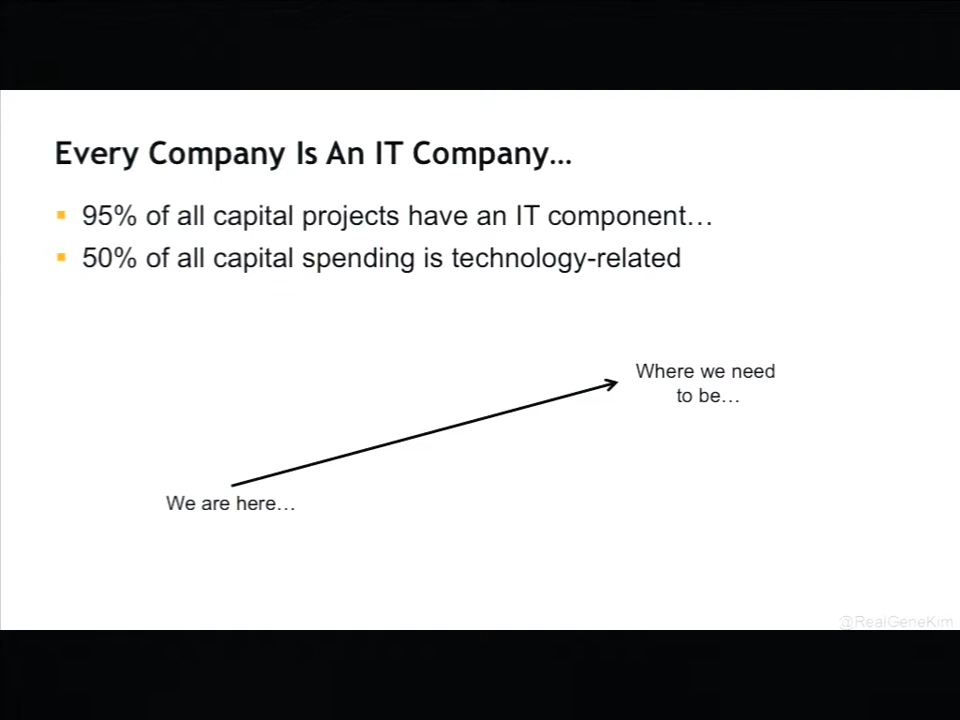 Every Company Is An IT Company…
95% of all capital projects have an IT component…
50% of all capital spending is technology-related
Where we need
to be…
We are here…
@RealGeneKim